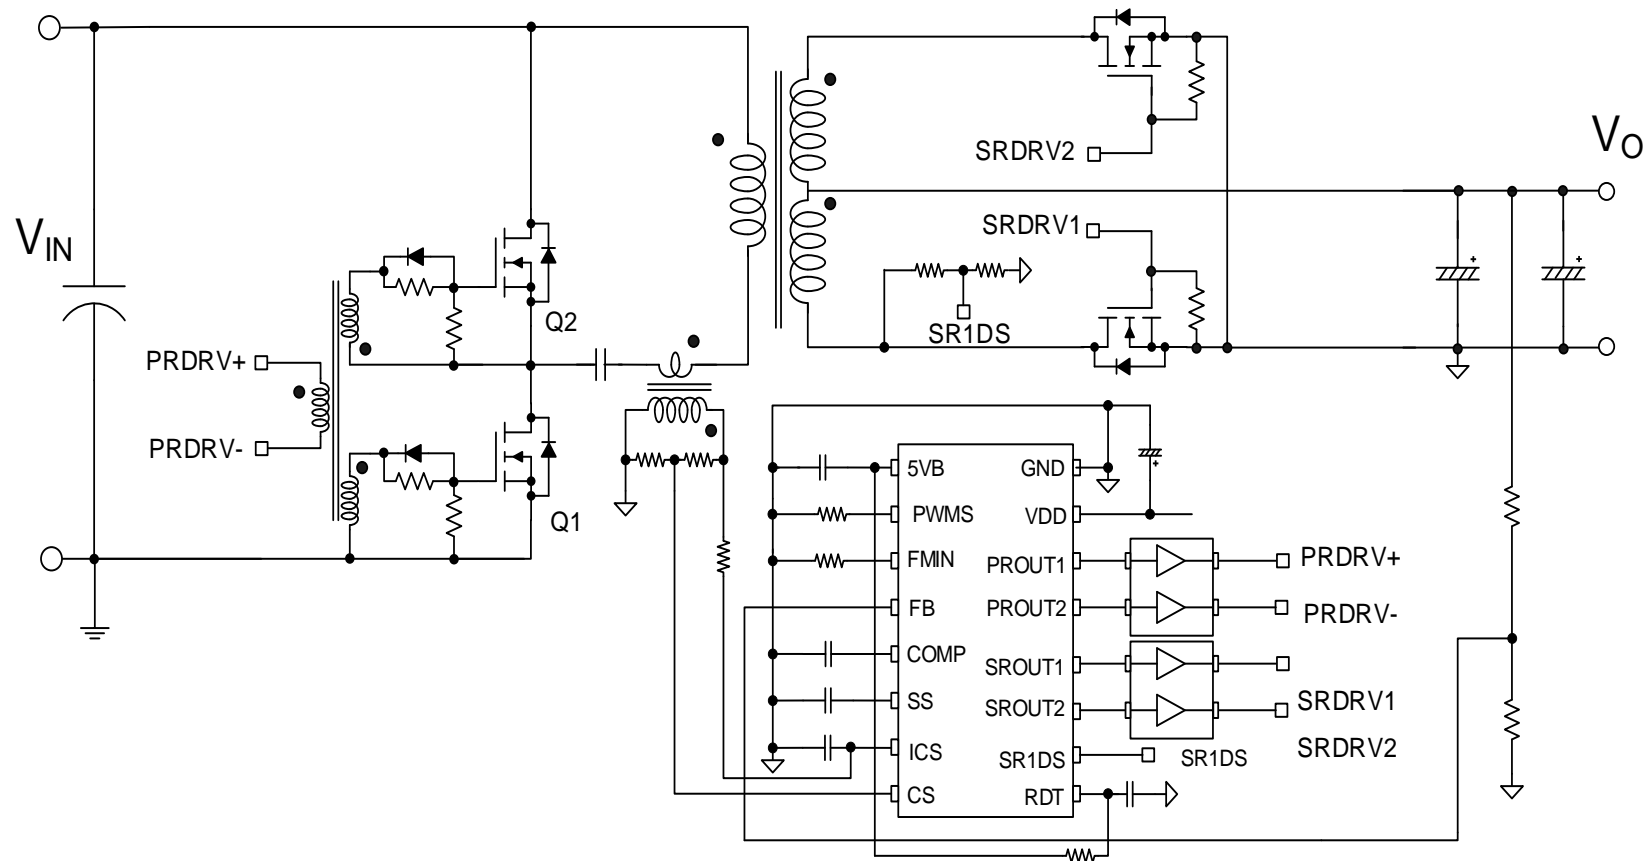 SRDRV2
VO
SRDRV1
VIN
SR1DS
Q2
PRDRV+
PRDRV-
Q1
5VB
GND
PWMS
VDD
FMIN
PROUT1
PRDRV+
FB
PROUT2
PRDRV-
COMP
SROUT1
SS
SROUT2
SRDRV1
ICS
SR1DS
SR1DS
SRDRV2
CS
RDT